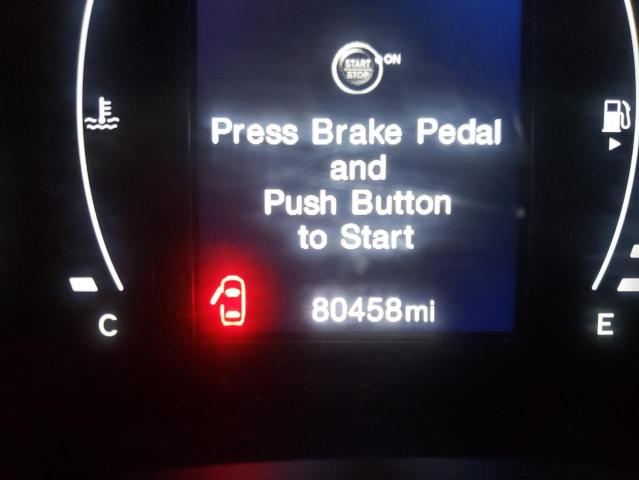 START
STOP
ON
Press Brake Pedal
and
Push Button
to Start
80458mi
C
E